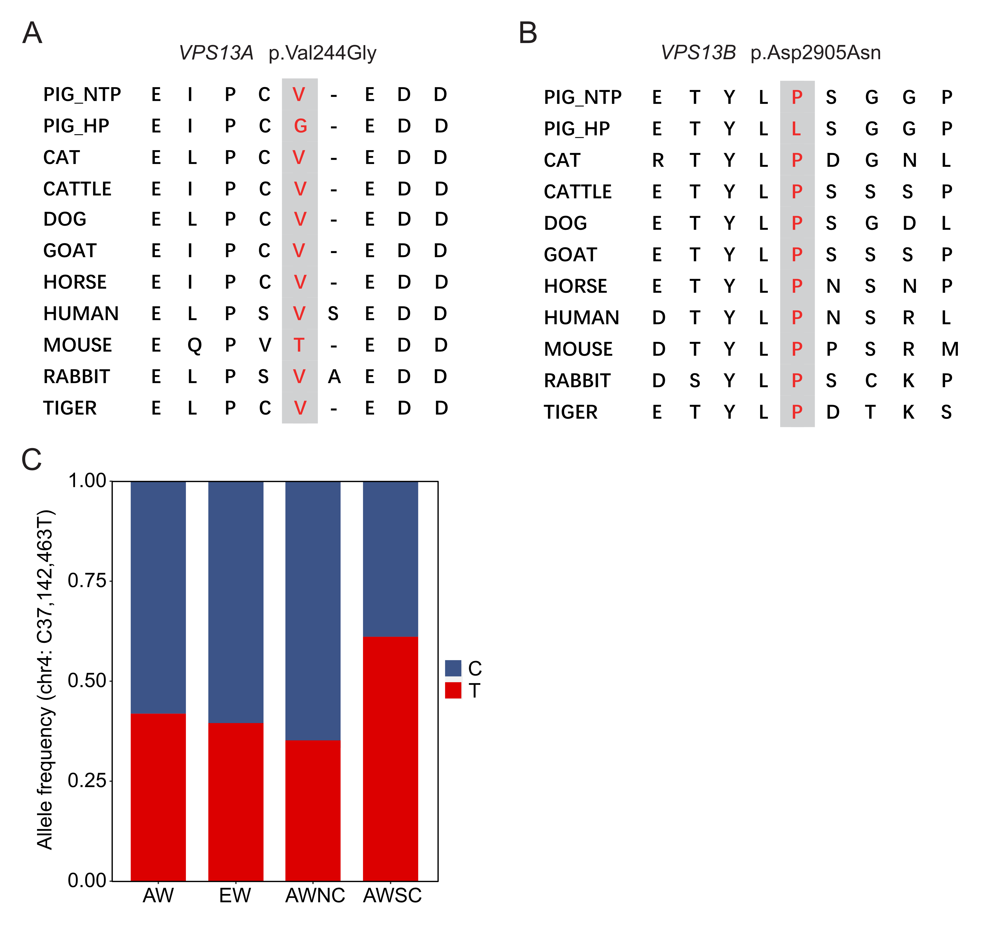 A
VPS13A p.Val244Gly
PIG_NTP E I P C V - E D D
PIG_HP E I P C G - E D D
CAT E L P C V - E D D
CATTLE E I P C V - E D D
DOG E L P C V - E D D
GOAT E I P C V - E D D
HORSE E I P C V - E D D
HUMAN E L P S V S E D D
MOUSE E Q P V T - E D D
RABBIT E L P S V A E D D
TIGER E L P C V - E D D
B
VPS13B p.Asp2905Asn
PIG_NTP E T Y L P S G G P
PIG_HP E T Y L L S G G P
CAT R T Y L P D G N L
CATTLE E T Y L P S S S P
DOG E T Y L P S G D L
GOAT E T Y L P S S S P
HORSE E T Y L P N S N P
HUMAN D T Y L P N S R L
MOUSE D T Y L P P S R M
RABBIT D S Y L P S C K P
TIGER E T Y L P D T K S
C
Allele frequency (chr4: C37,142,463T)
1.00
0.75
0.50
0.25
0.00
AW EW AWNC AWSC
C
T